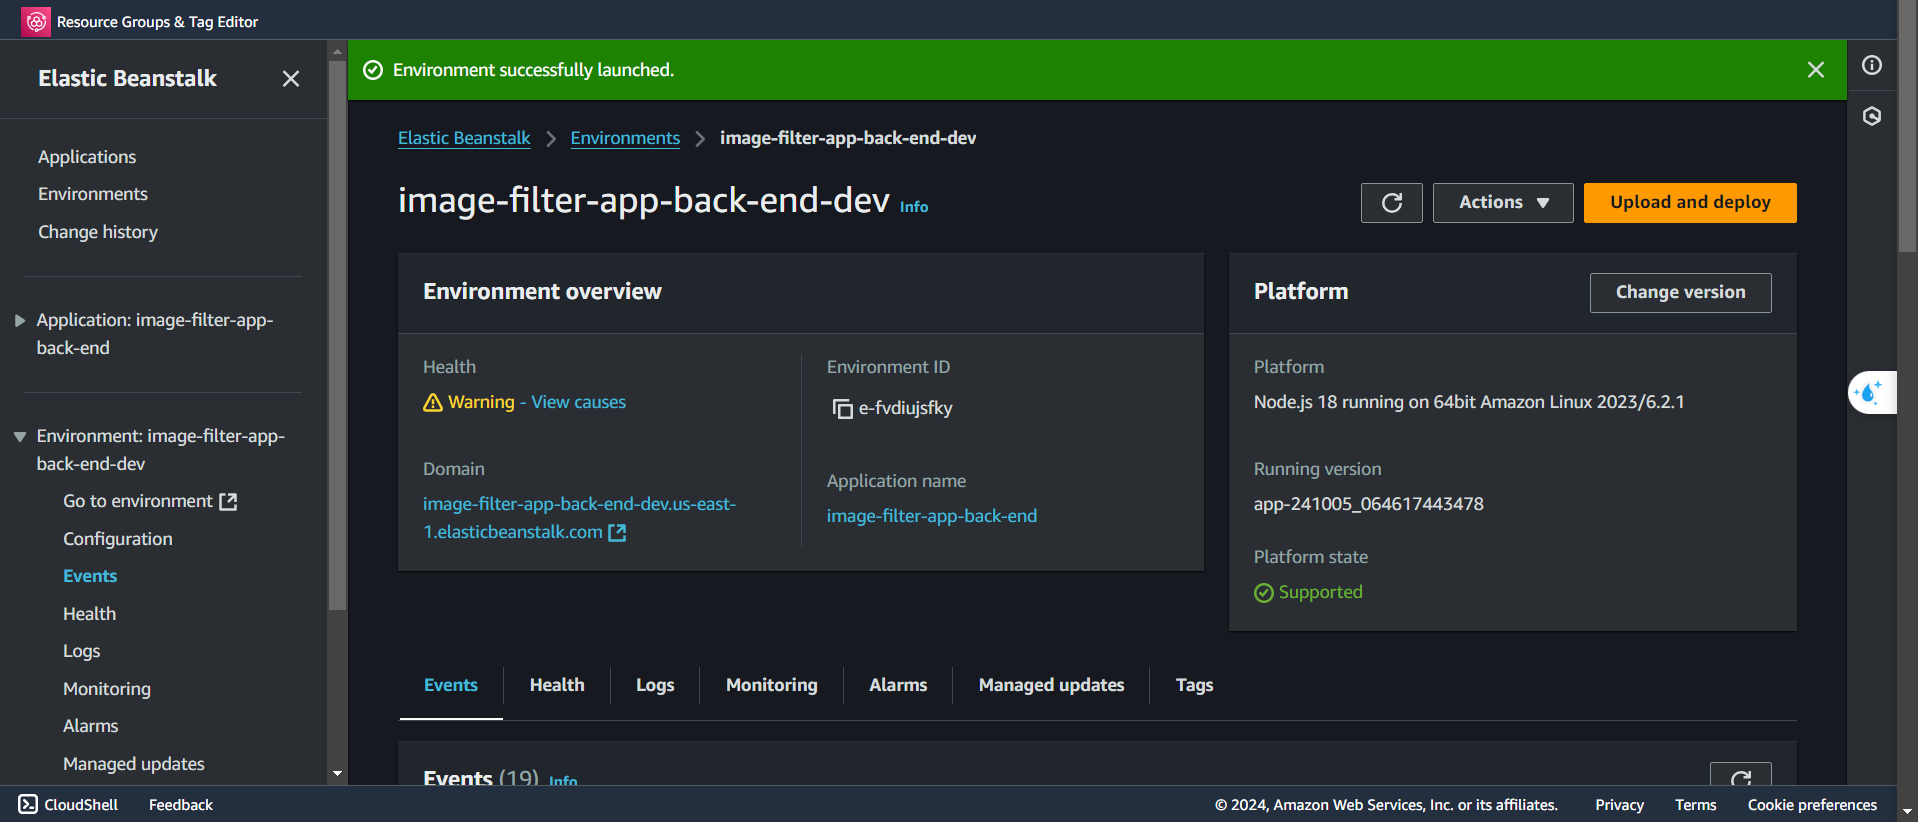 Resource Groups & Tag Editor
Elastic Beanstalk
Applications
Environments
Change history
Application: image-filter-app-
back-end
Environment: image-filter-app-
back-end-dev
Go to environment
Configuration
Events
Health
Logs
Monitoring
Alarms
Managed updates
Environment successfully launched.
Elastic Beanstalk > Environments > image-filter-app-back-end-dev
image-filter-app-back-end-dev Info
Actions
Upload and deploy
Environment overview
Health
Warning - View causes
Domain
image-filter-app-back-end-dev.us-east-
1.elasticbeanstalk.com
Environment ID
e-fvdiujsfky
Application name
image-filter-app-back-end
Platform
Change version
Platform
Node.js 18 running on 64bit Amazon Linux 2023/6.2.1
Running version
app-241005_064617443478
Platform state
Supported
Events
Health
Logs
Monitoring
Alarms
Managed updates
Tags
Events (19) Info
CloudShell
Feedback
© 2024, Amazon Web Services, Inc. or its affiliates.
Privacy
Terms
Cookie preferences